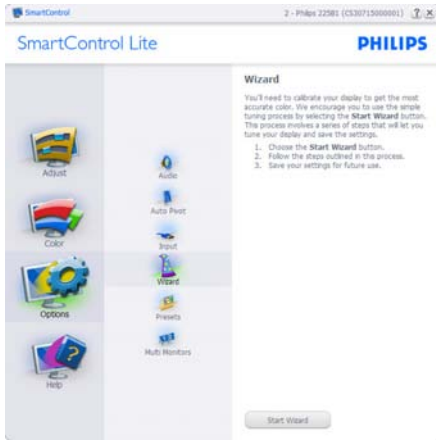 SmartControl
2 - Philips 225B1 (CS30715000001)
SmartControl Lite
PHILIPS
Adjust
Color
Options
Help
Audio
Auto Pivot
Input
Wizard
Presets
Multi Monitors
Wizard
You'll need to calibrate your display to get the most
accurate color. We encourage you to use the simple
tuning process by selecting the Start Wizard button.
This process involves a series of steps that will let you
tune your display and save the settings.
1. Choose the Start Wizard button.
2. Follow the steps outlined in this process.
3. Save your settings for future use.
Start Wizard